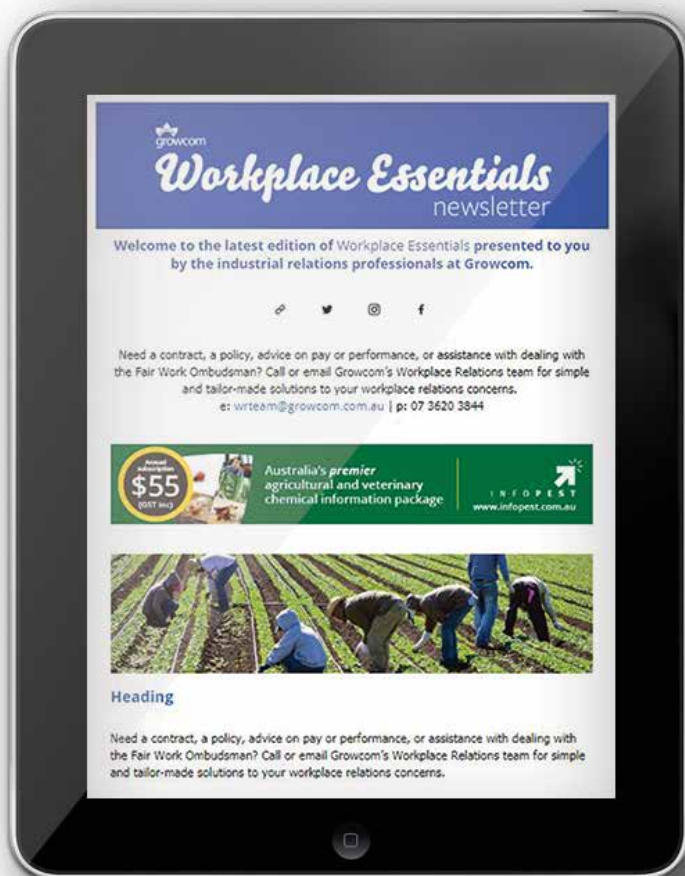 growcom
Workplace Essentials
newsletter
Welcome to the latest edition of Workplace Essentials presented to you
by the industrial relations professionals at Growcom.
Need a contract, a policy, advice on pay or performance, or assistance with dealing with
the Fair Work Ombudsman? Call or email Growcom's Workplace Relations team for simple
and tailor-made solutions to your workplace relations concerns.
e: wrteam@growcom.com.au | p: 07 3620 3844
Annual
subscription
$55
(GST inc)
Australia's premier
agricultural and veterinary
chemical information package
INFOPEST
www.infopest.com.au
Heading
Need a contract, a policy, advice on pay or performance, or assistance with dealing with
the Fair Work Ombudsman? Call or email Growcom's Workplace Relations team for simple
and tailor-made solutions to your workplace relations concerns.